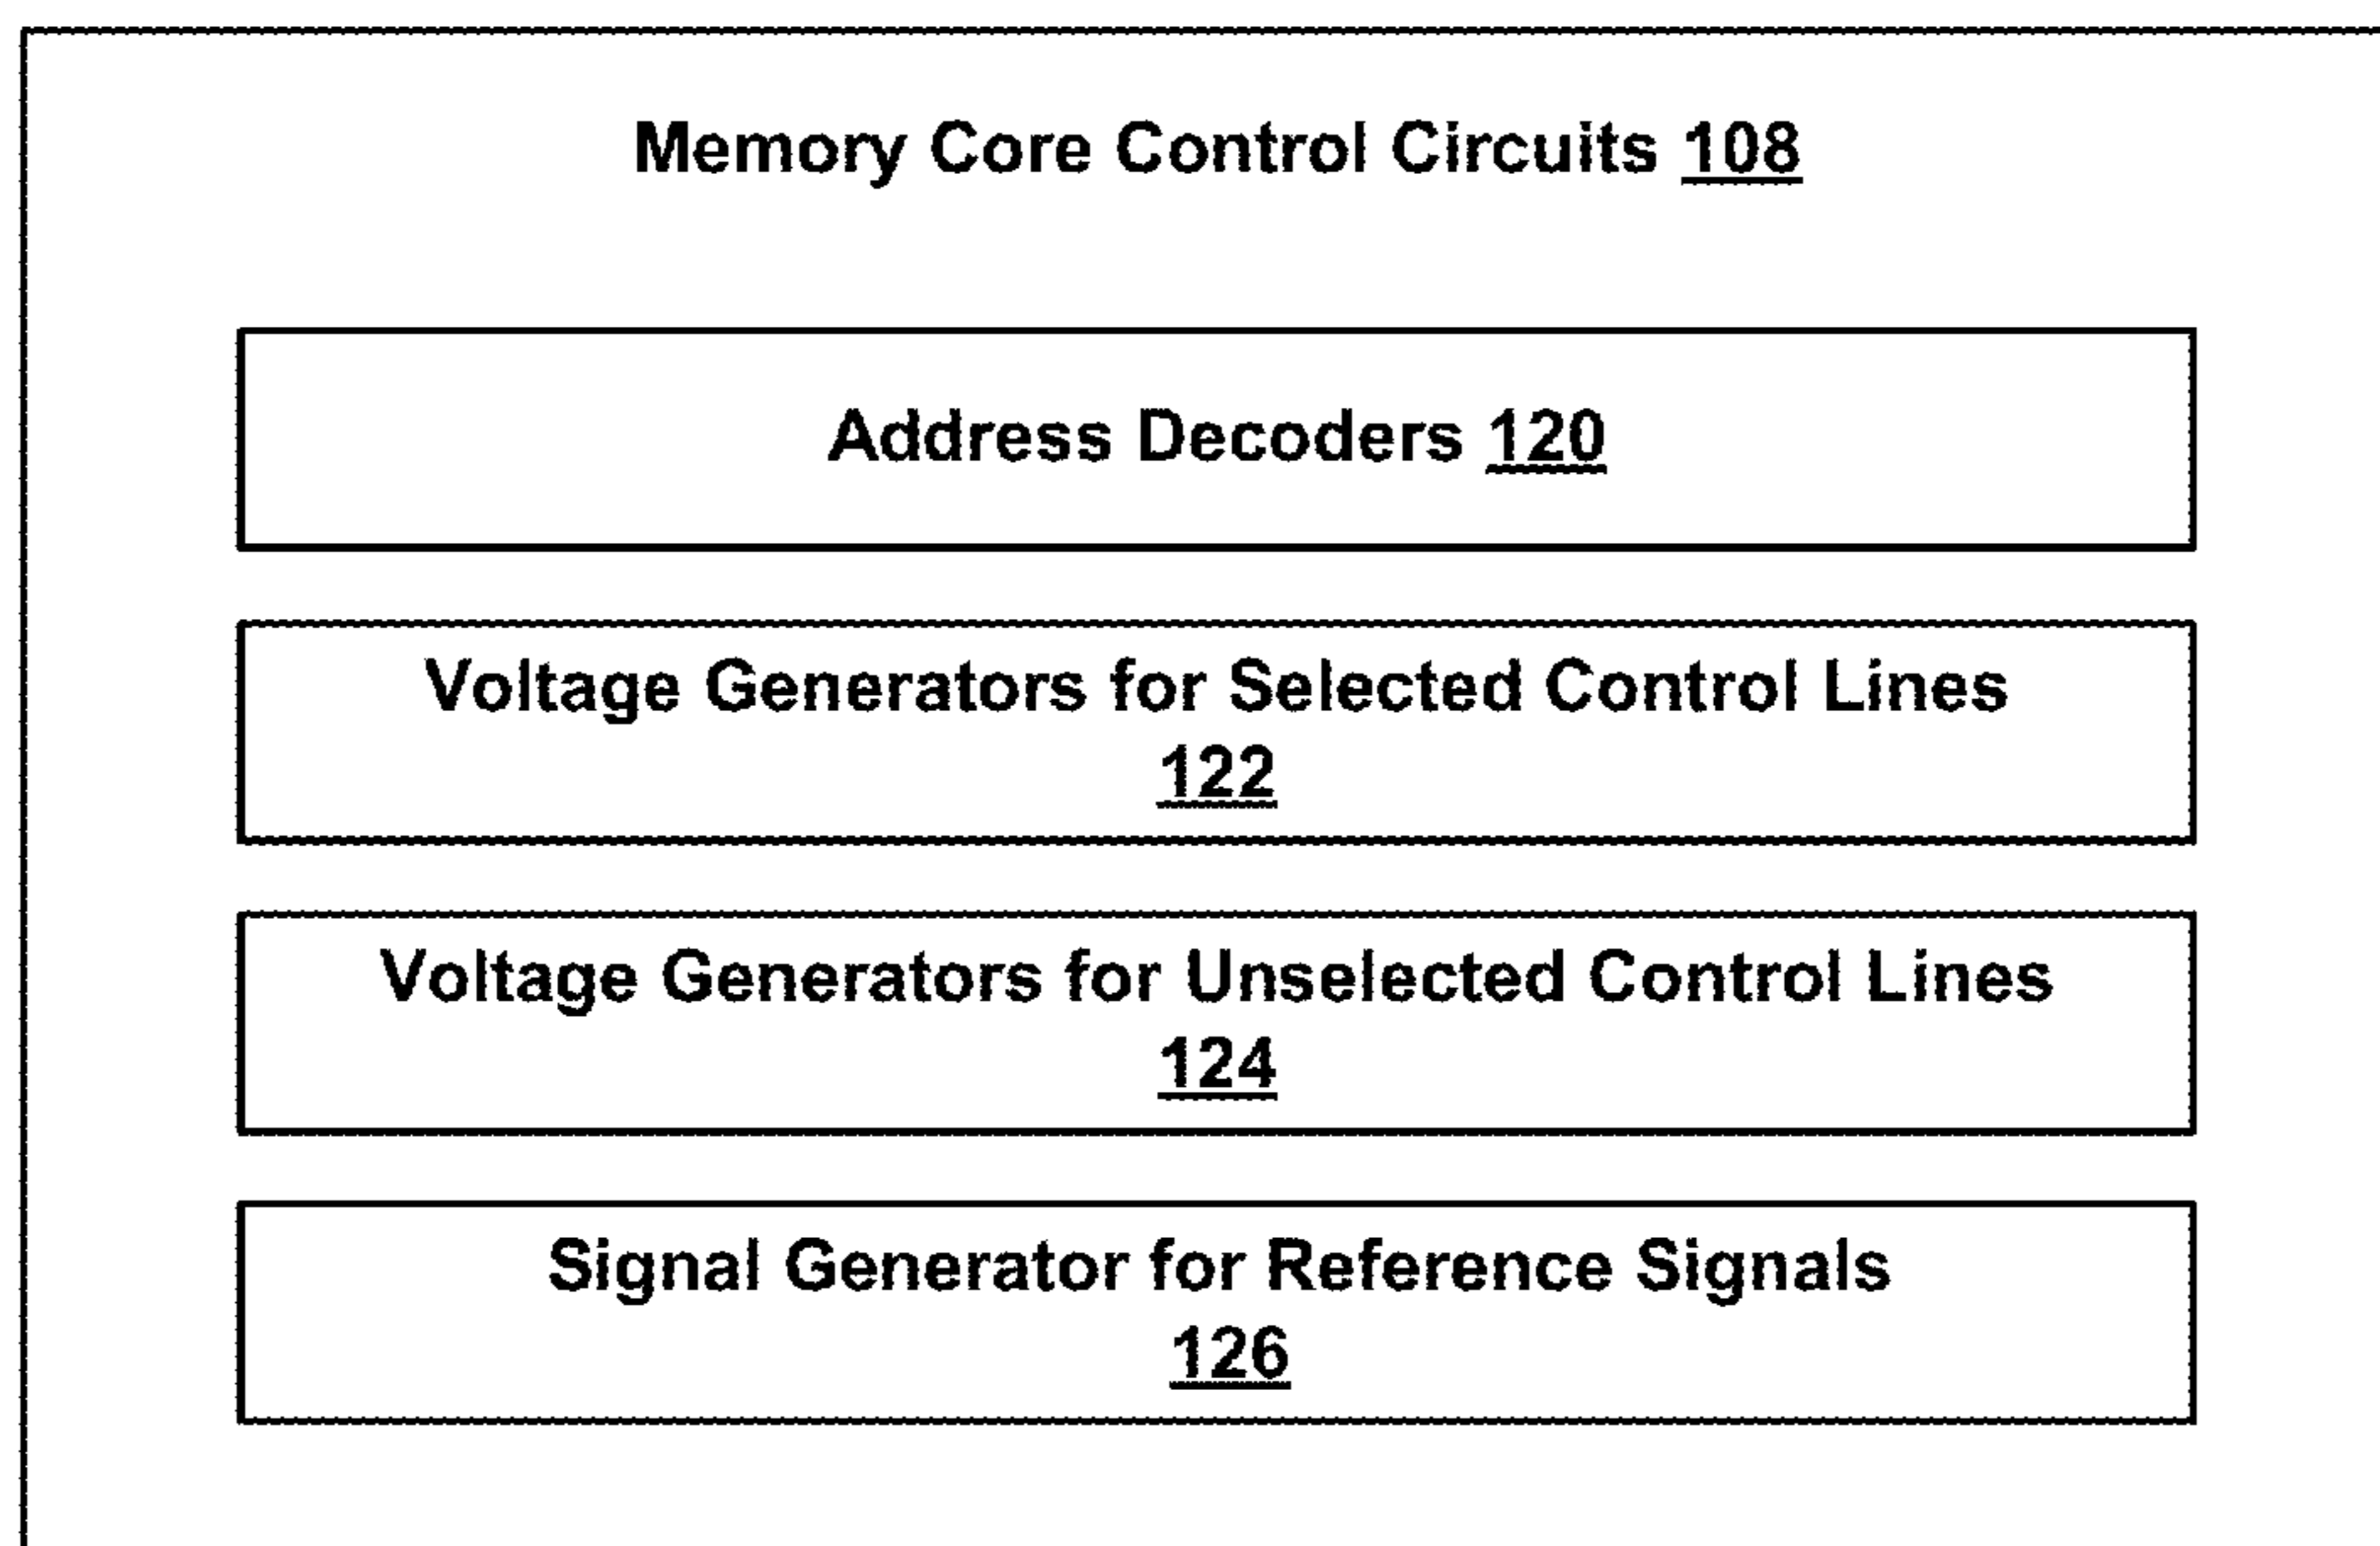 Memory Core Control Circuits 108
Address Decoders 120
Voltage Generators for Selected Control Lines
122
Voltage Generators for Unselected Control Lines
124
Signal Generator for Reference Signals
126